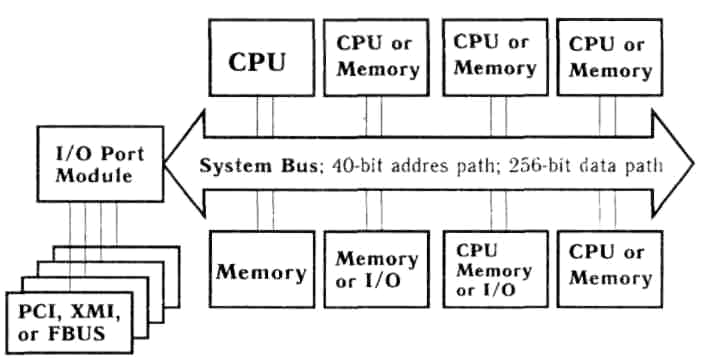 CPU
CPU or
Memory
CPU or
Memory
CPU or
Memory
I/O Port
Module
System Bus; 40-bit addres path; 256-bit data path
Memory
Memory
or I/O
CPU
Memory
or I/O
CPU or
Memory
PCI, XMI,
or FBUS